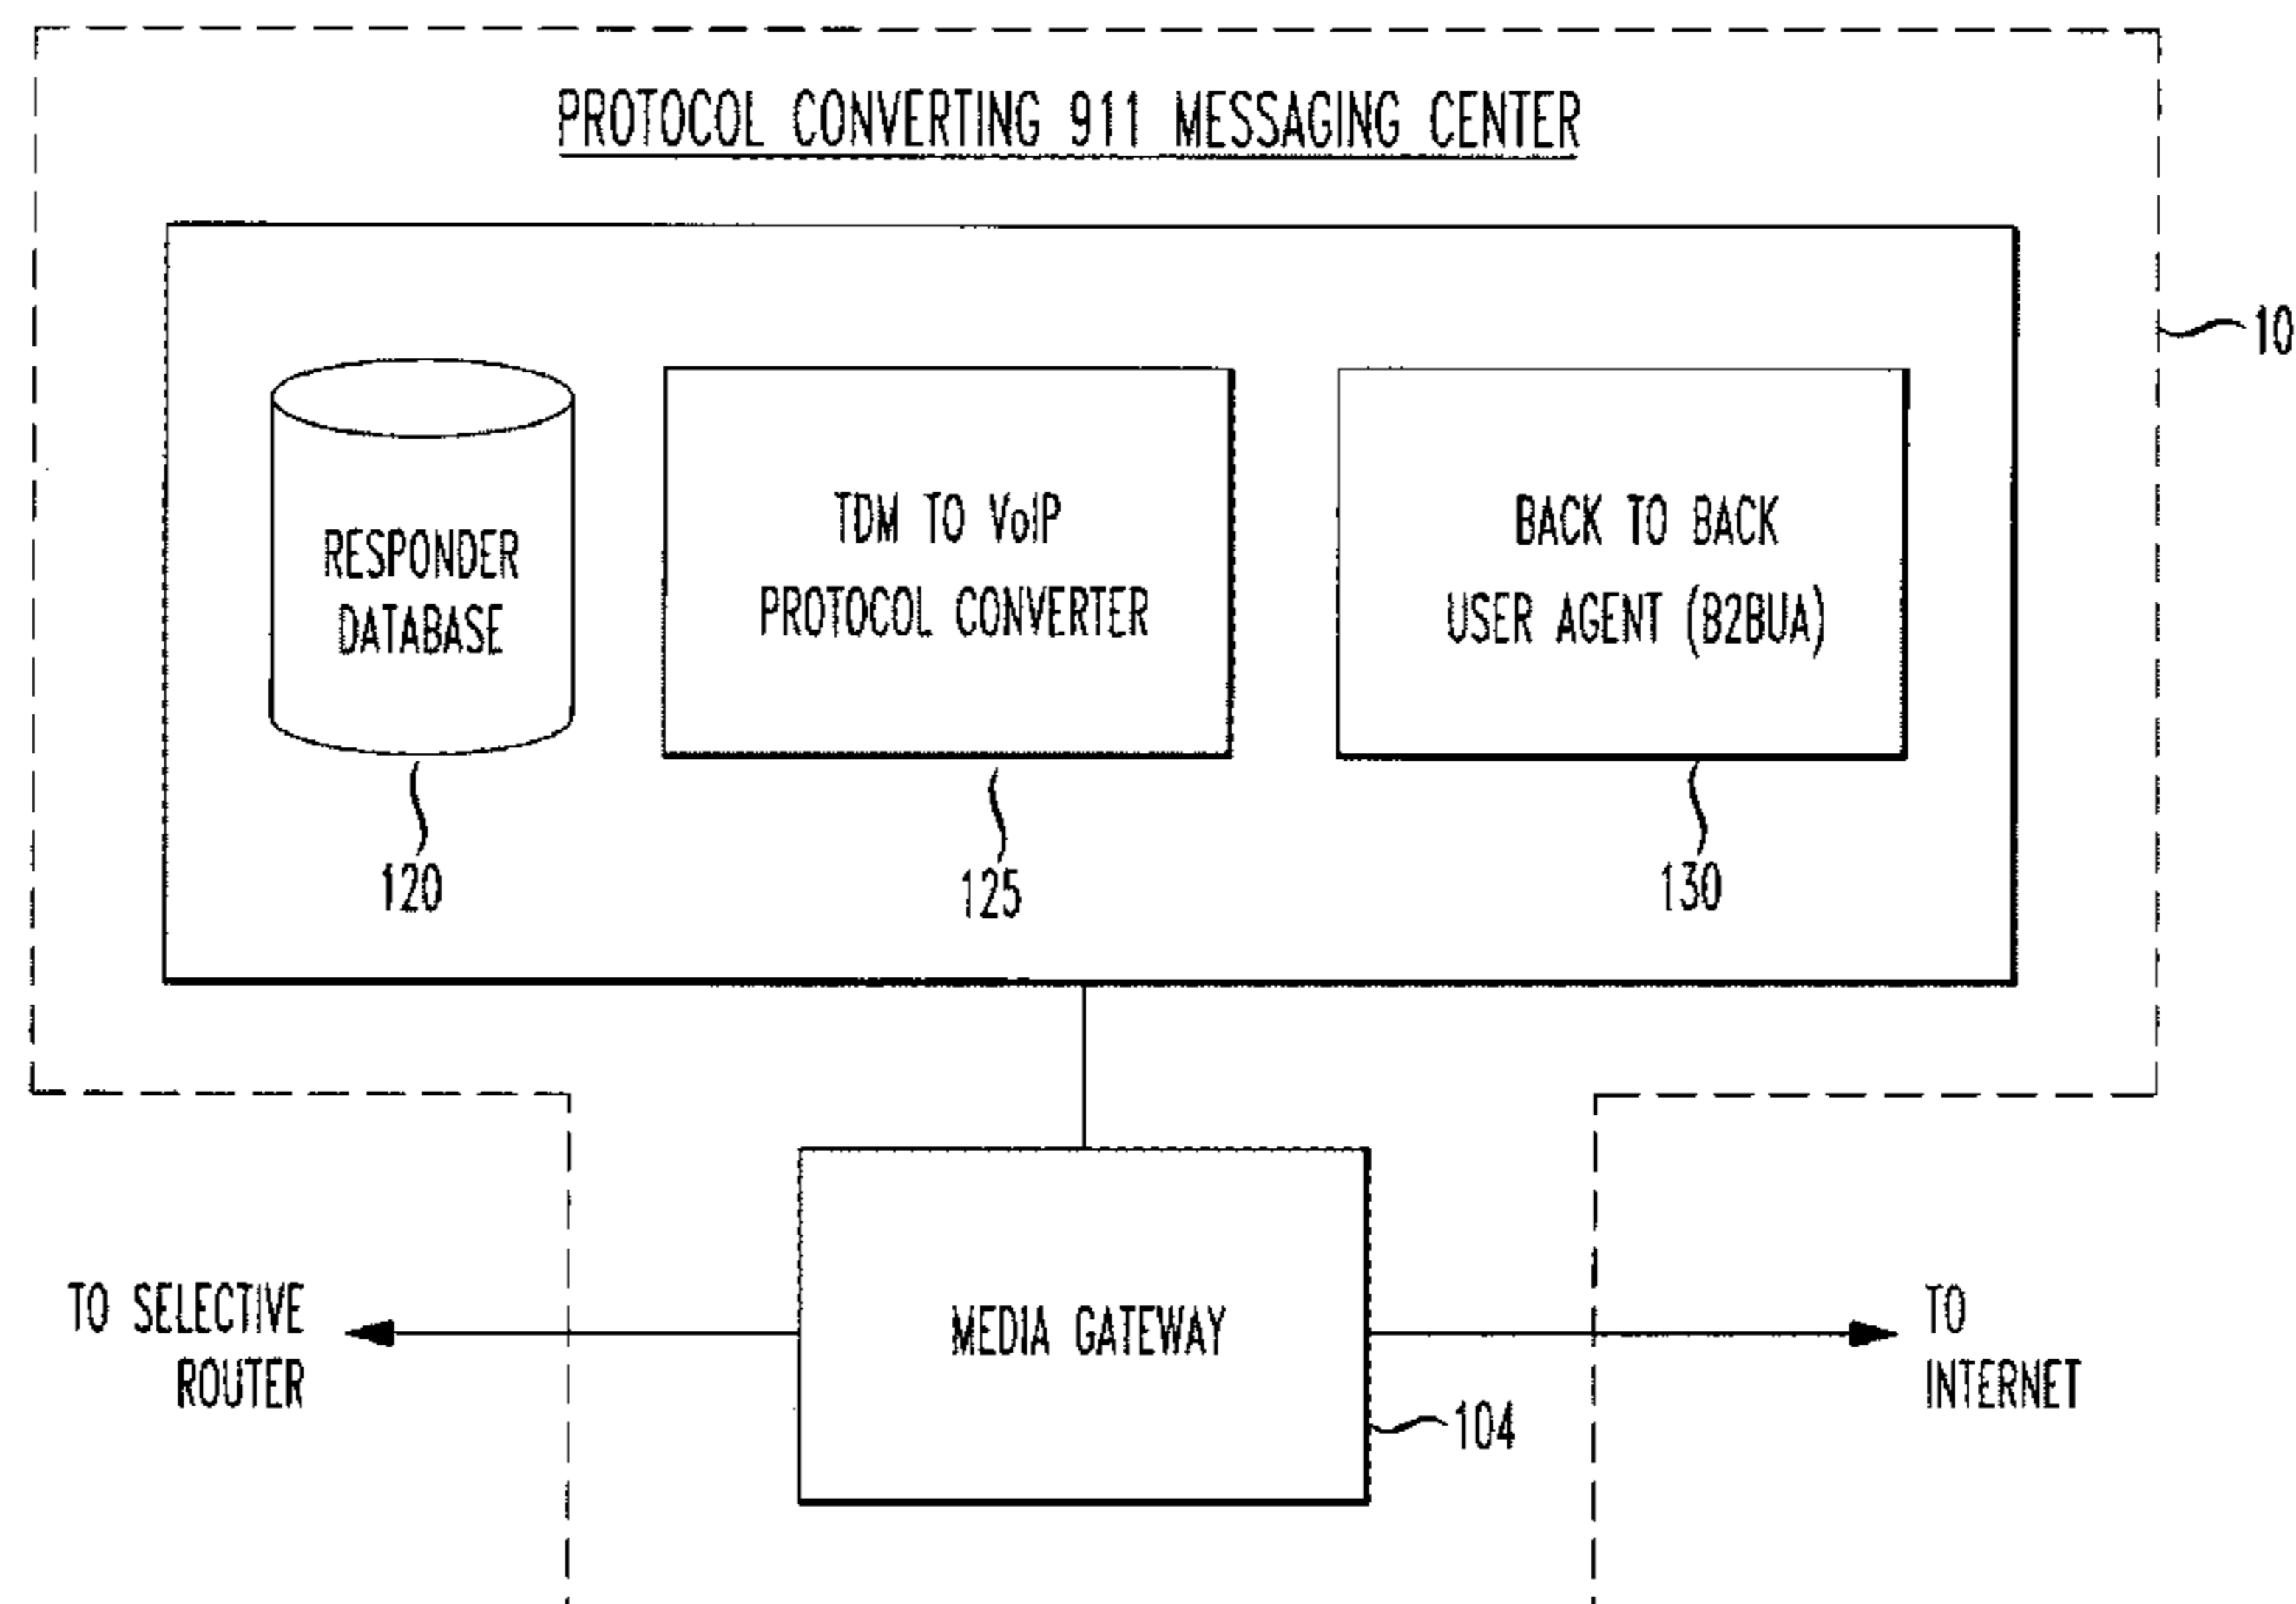 PROTOCOL CONVERTING 911 MESSAGING CENTER
10
RESPONDER
DATABASE
TDM TO VoIP
PROTOCOL CONVERTER
BACK TO BACK
USER AGENT (B2BUA)
120
125
130
TO SELECTIVE
ROUTER
MEDIA GATEWAY
TO
INTERNET
104